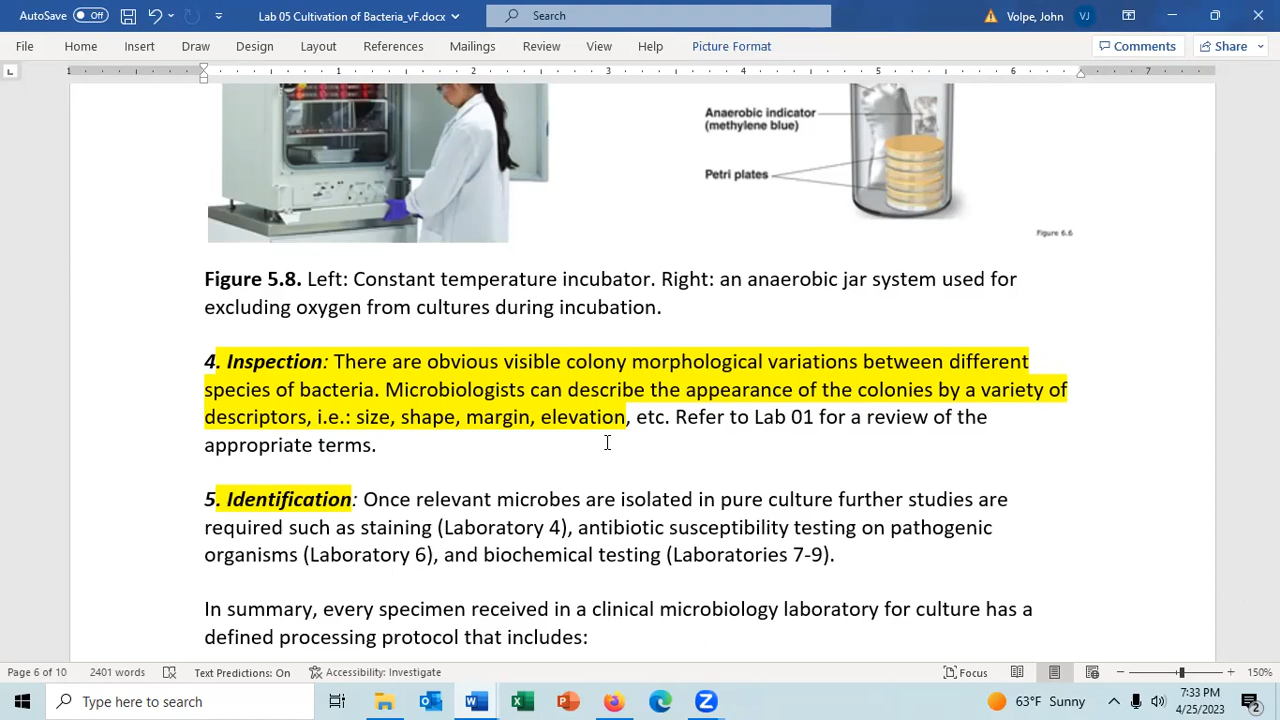 AutoSave Off Lab 05 Cultivation of Bacteria_vF.docx Search Volpe, John VJ
File Home Insert Draw Design Layout References Mailings Review View Help Picture Format Comments Share
1 1 2 3 4 5 6 7
Anaerobic indicator
(methylene blue)
Petri plates
Figure 6.6
Figure 5.8. Left: Constant temperature incubator. Right: an anaerobic jar system used for
excluding oxygen from cultures during incubation.
4. Inspection: There are obvious visible colony morphological variations between different
species of bacteria. Microbiologists can describe the appearance of the colonies by a variety of
descriptors, i.e.: size, shape, margin, elevation, etc. Refer to Lab 01 for a review of the
appropriate terms.
5. Identification: Once relevant microbes are isolated in pure culture further studies are
required such as staining (Laboratory 4), antibiotic susceptibility testing on pathogenic
organisms (Laboratory 6), and biochemical testing (Laboratories 7-9).
In summary, every specimen received in a clinical microbiology laboratory for culture has a
defined processing protocol that includes:
Page 6 of 10 2401 words Text Predictions: On Accessibility: Investigate Focus 150%
Type here to search 63°F Sunny 7:33 PM
4/25/2023 2